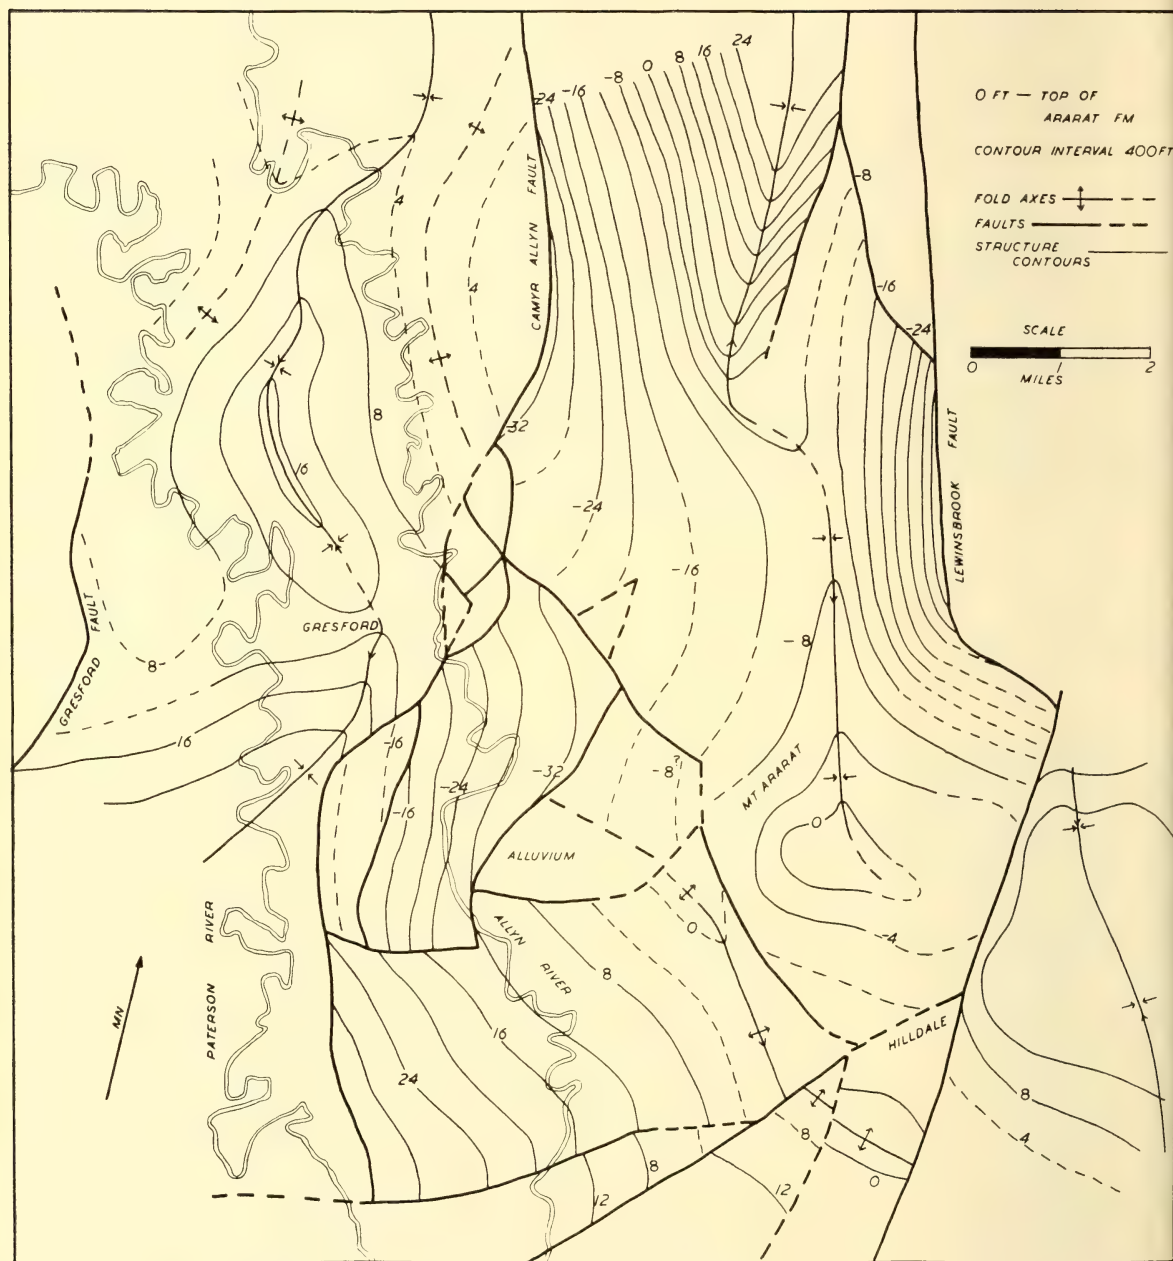 24
16
8
0
-8
-16
-24
0 FT — TOP OF
ARARAT FM
CONTOUR INTERVAL 400FT
FOLD AXES
FAULTS
STRUCTURE
CONTOURS
SCALE
0 1 2
MILES
CAMYR ALLYN FAULT
-8
-16
-24
4
4
-32
8
16
-24
-16
LEWINSBROOK FAULT
GRESFORD
GRESFORD FAULT
8
16
-8
-16
-16
-24
-32
-8?
MT ARARAT
0
ALLUVIUM
ALLYN RIVER
0
-4
8
PATERSON RIVER
MN
16
24
HILLDALE
8
4
8
0
8
12
12